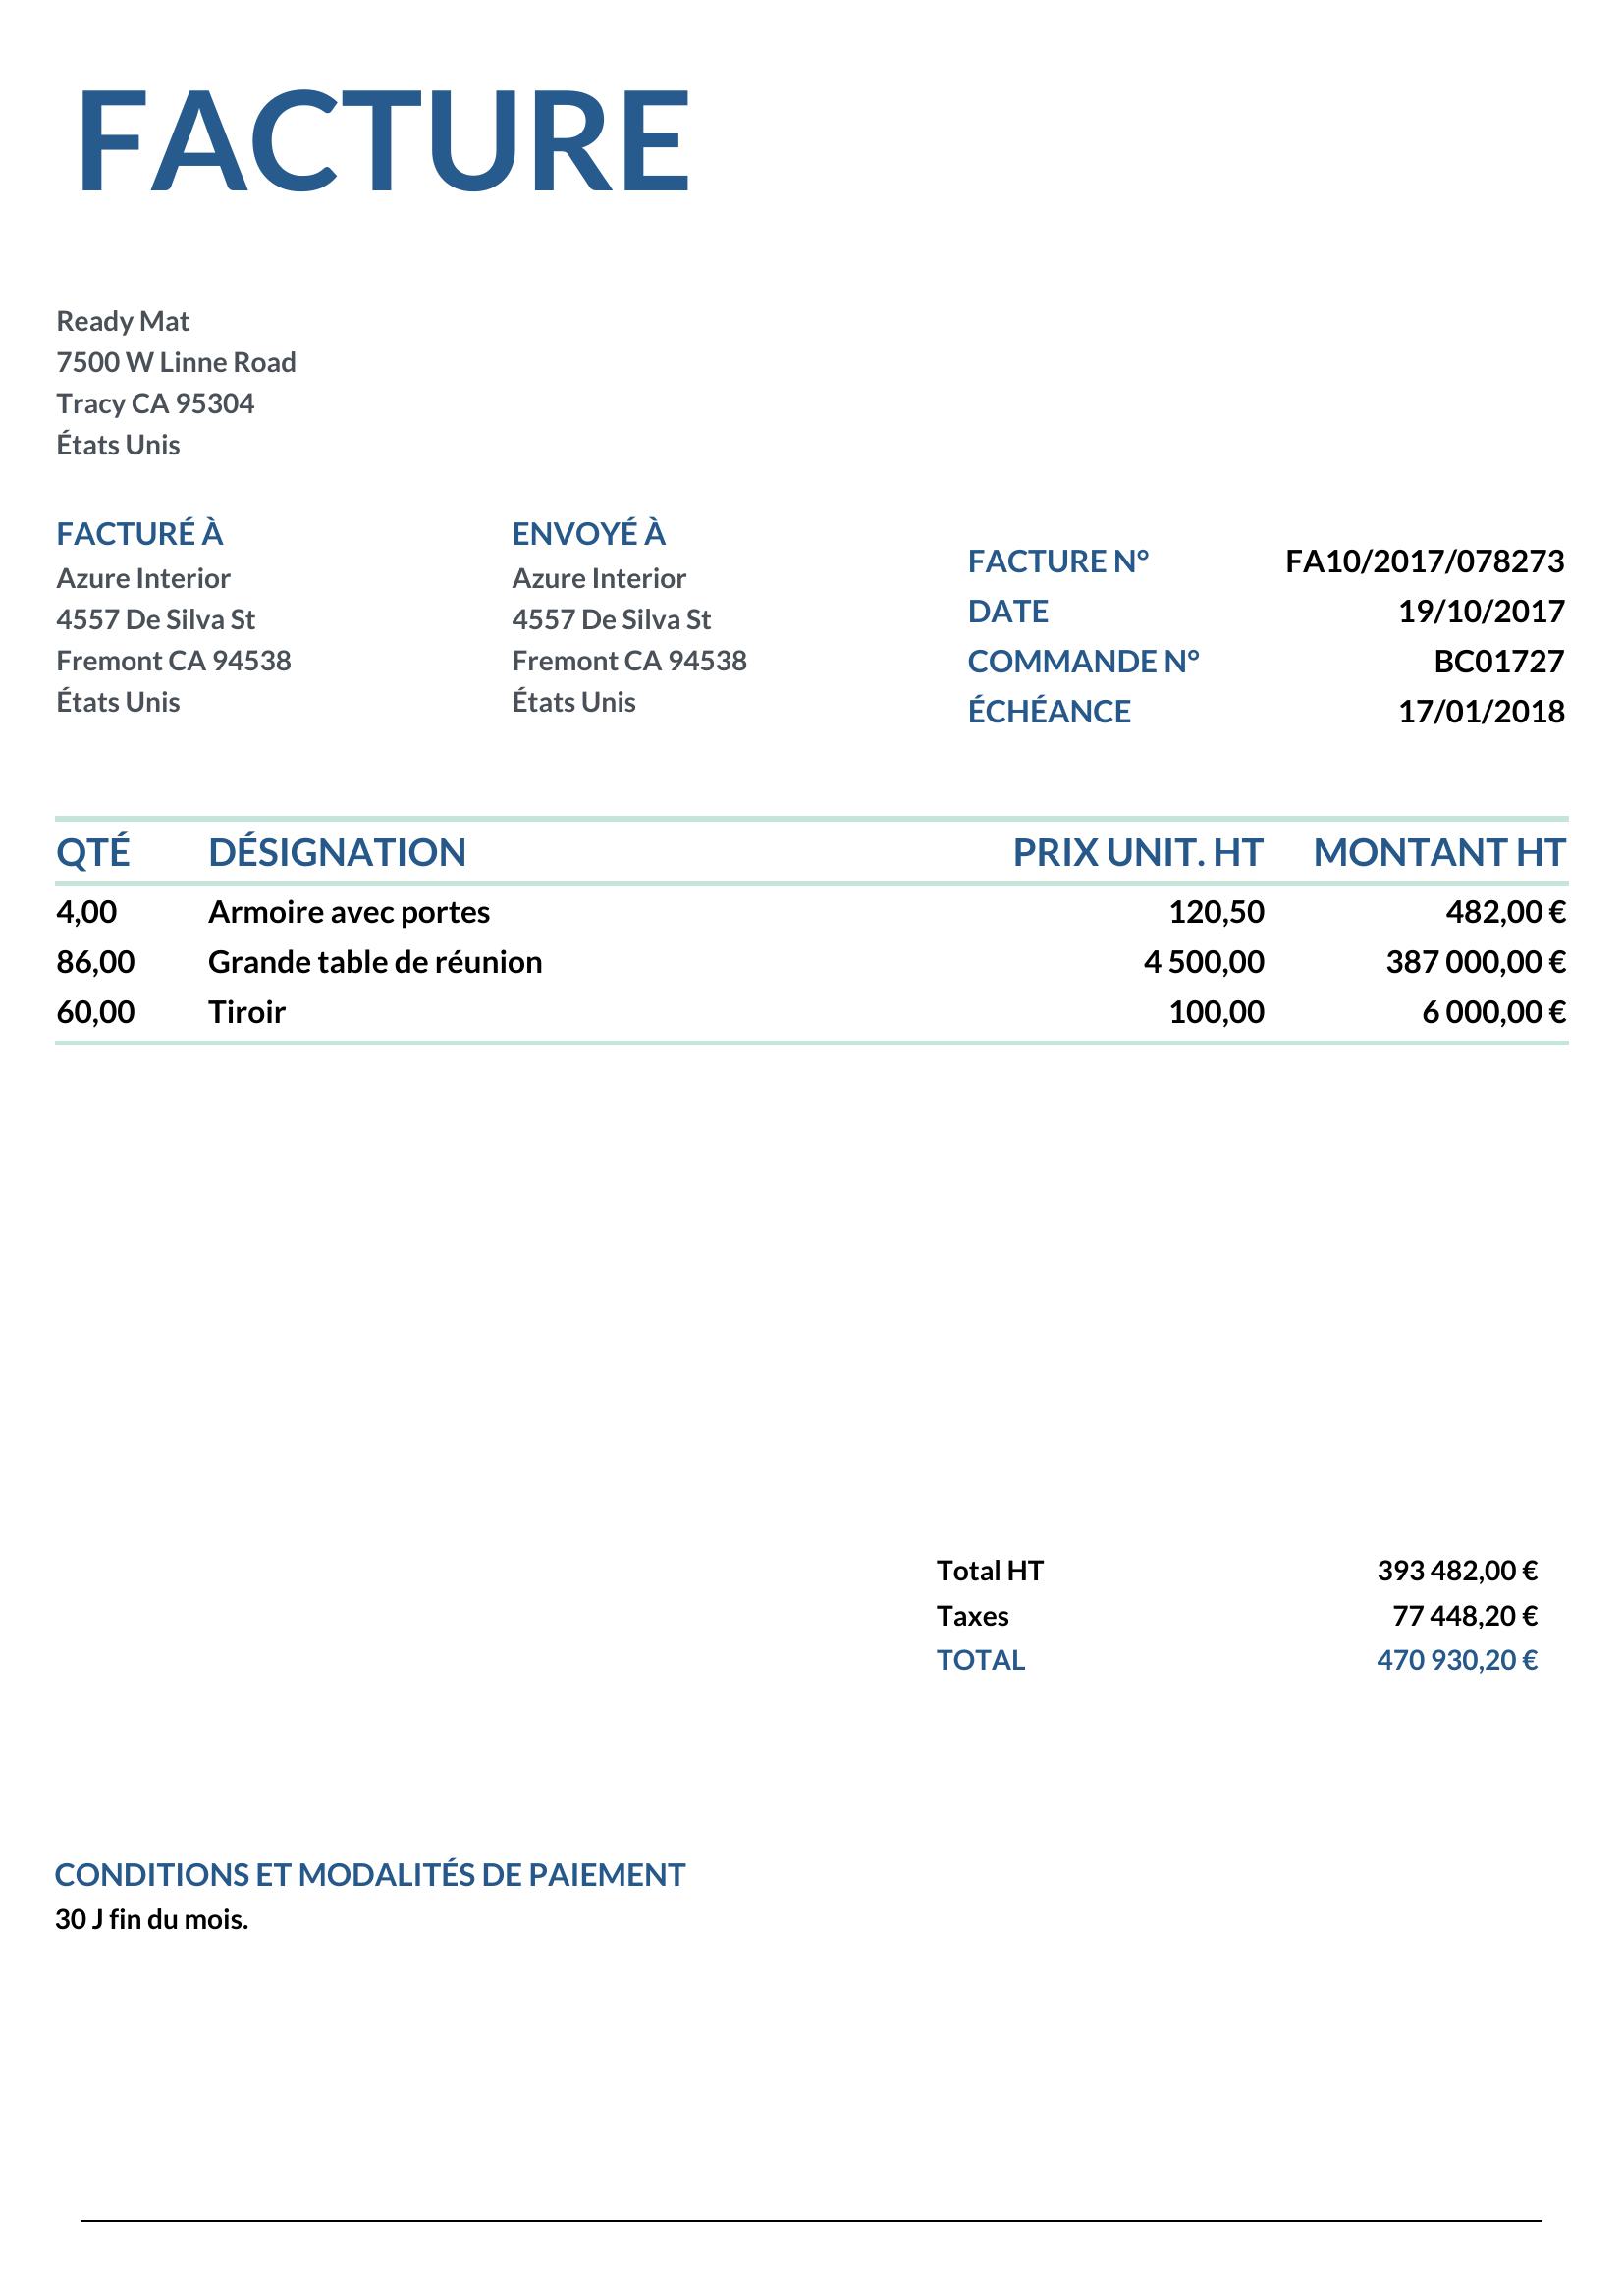 FACTURE
Ready Mat
7500 W Linne Road
Tracy CA 95304
États Unis
FACTURÉ À
Azure Interior
4557 De Silva St
Fremont CA 94538
États Unis
ENVOYÉ À
Azure Interior
4557 De Silva St
Fremont CA 94538
États Unis
FACTURE N° FA10/2017/078273
DATE 19/10/2017
COMMANDE N° BC01727
ÉCHÉANCE 17/01/2018
QTÉ DÉSIGNATION PRIX UNIT. HT MONTANT HT
4,00 Armoire avec portes 120,50 482,00 €
86,00 Grande table de réunion 4 500,00 387 000,00 €
60,00 Tiroir 100,00 6 000,00 €
Total HT 393 482,00 €
Taxes 77 448,20 €
TOTAL 470 930,20 €
CONDITIONS ET MODALITÉS DE PAIEMENT
30 J fin du mois.